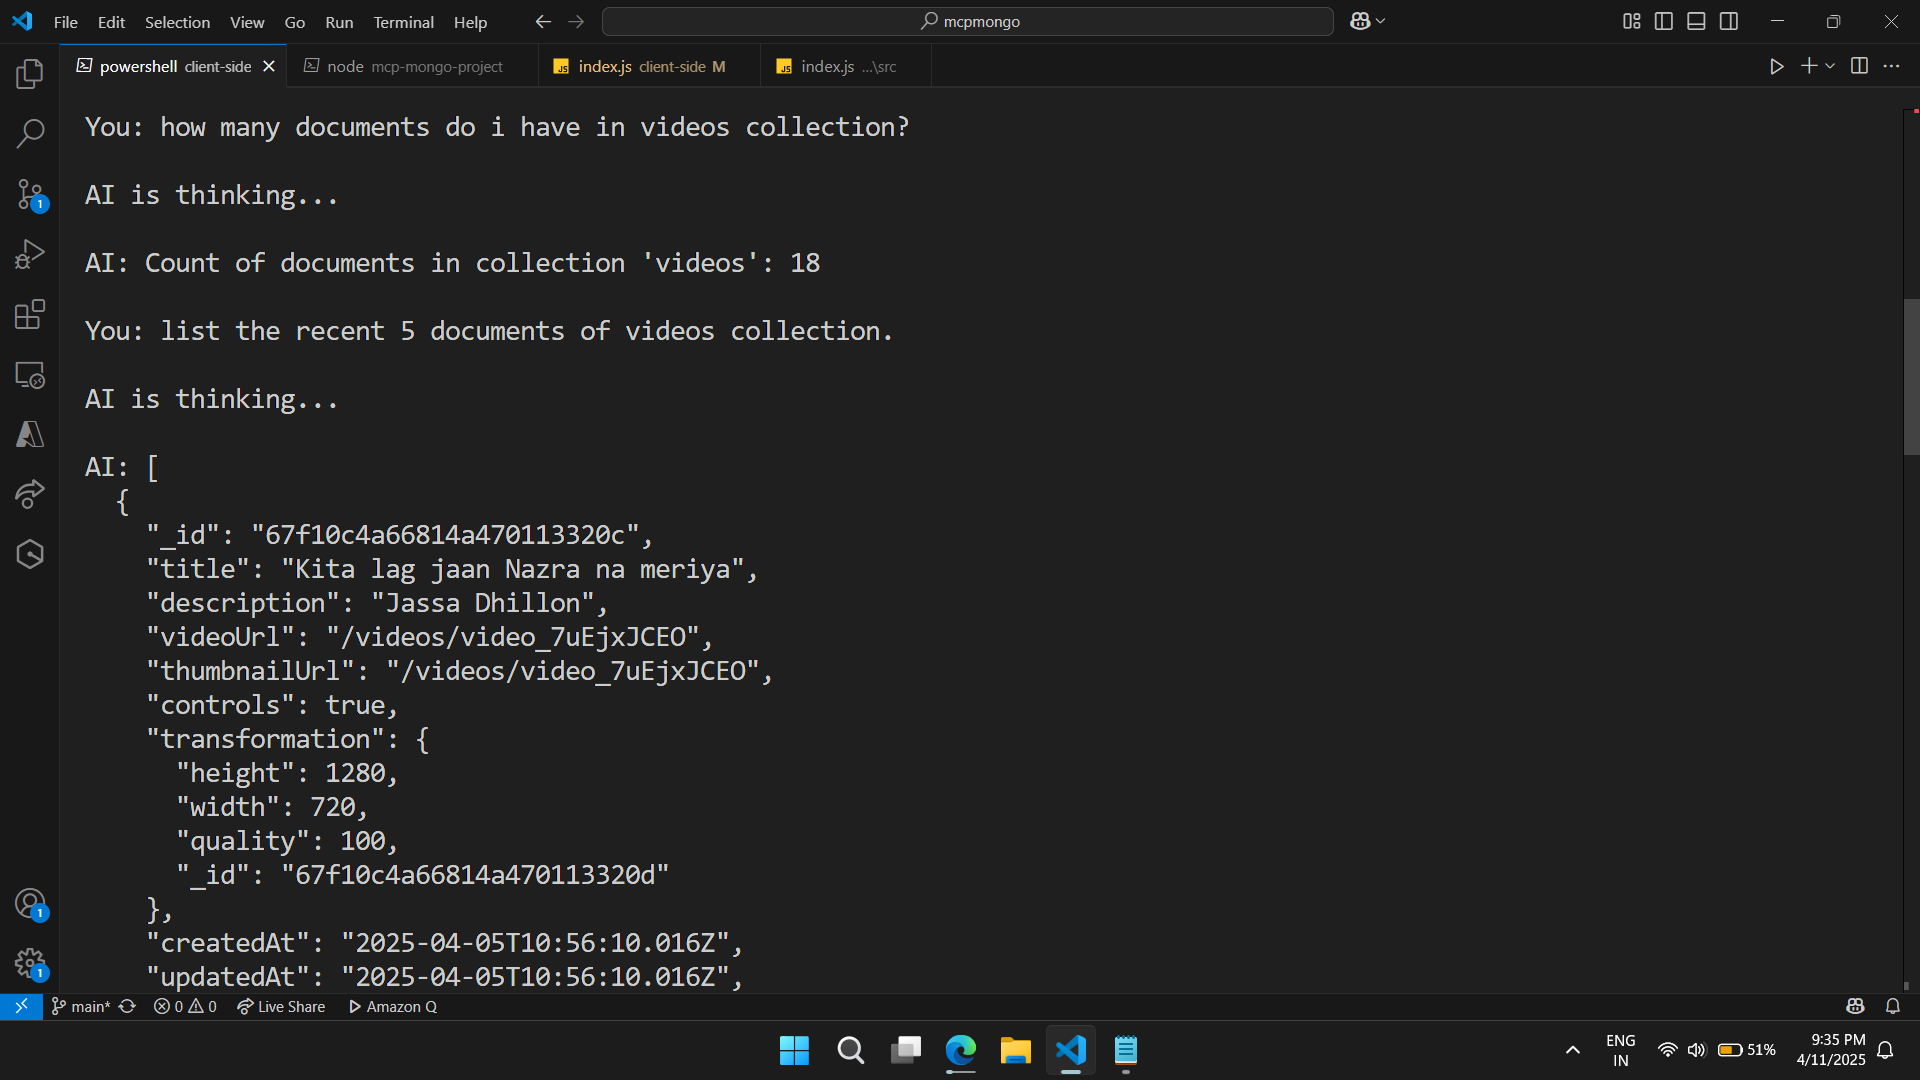 File Edit Selection View Go Run Terminal Help mcpmongo
powershell client-side node mcp-mongo-project index.js client-side M index.js ...\src
You: how many documents do i have in videos collection?
AI is thinking...
AI: Count of documents in collection 'videos': 18
You: list the recent 5 documents of videos collection.
AI is thinking...
AI: [
{
"_id": "67f10c4a66814a470113320c",
"title": "Kita lag jaan Nazra na meriya",
"description": "Jassa Dhillon",
"videoUrl": "/videos/video_7uEjxJCEO",
"thumbnailUrl": "/videos/video_7uEjxJCEO",
"controls": true,
"transformation": {
"height": 1280,
"width": 720,
"quality": 100,
"_id": "67f10c4a66814a470113320d"
},
"createdAt": "2025-04-05T10:56:10.016Z",
"updatedAt": "2025-04-05T10:56:10.016Z",
1
1
1
main* 0 0 Live Share Amazon Q
ENG
IN
51%
9:35 PM
4/11/2025